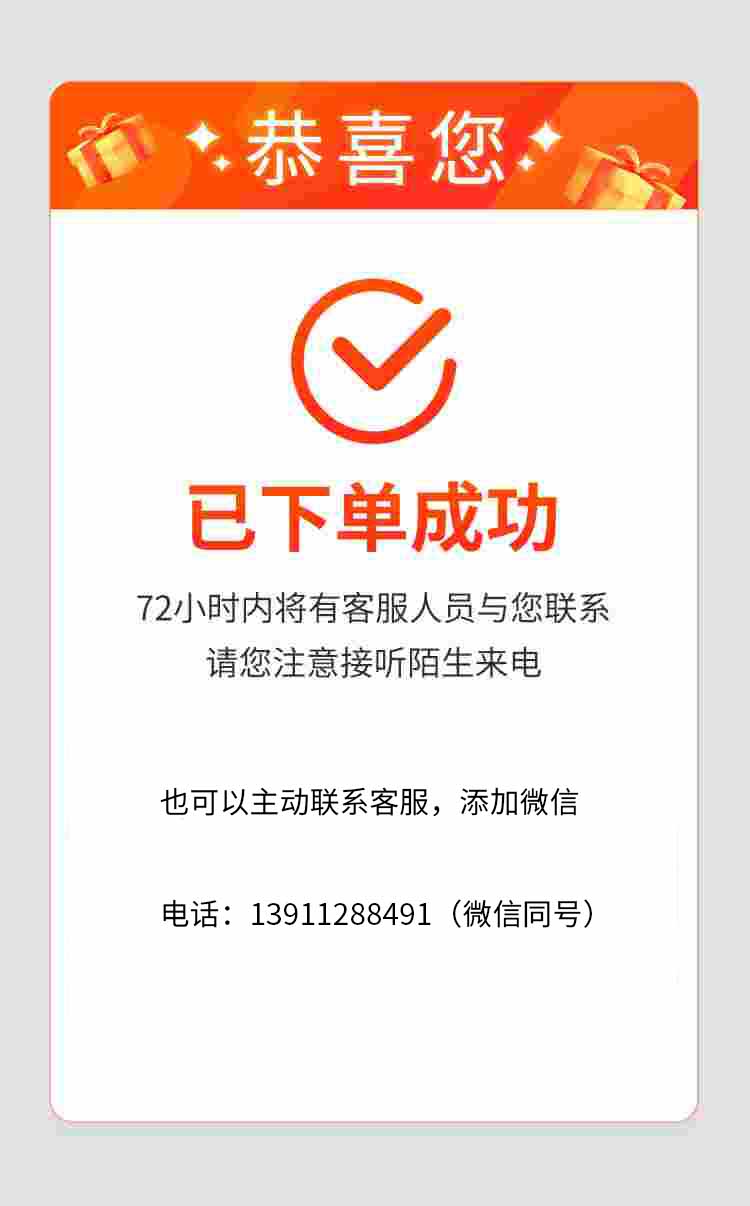 恭喜您
已下单成功
72小时内将有客服人员与您联系
请您注意接听陌生来电
也可以主动联系客服，添加微信
电话：13911288491（微信同号）